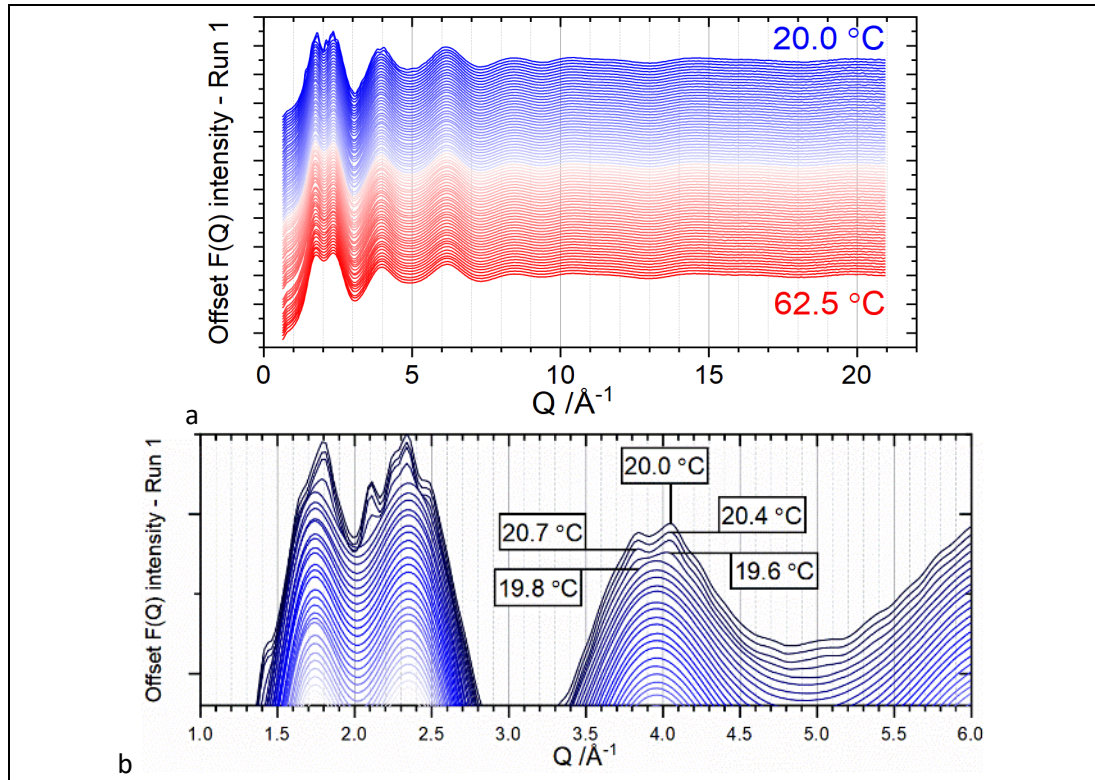 Offset F(Q) intensity - Run 1
20.0 °C
62.5 °C
0 5 10 15 20
Q /Å-1
a
Offset F(Q) intensity - Run 1
20.0 °C
20.7 °C
20.4 °C
19.8 °C
19.6 °C
1.0 1.5 2.0 2.5 3.0 3.5 4.0 4.5 5.0 5.5 6.0
Q /Å-1
b